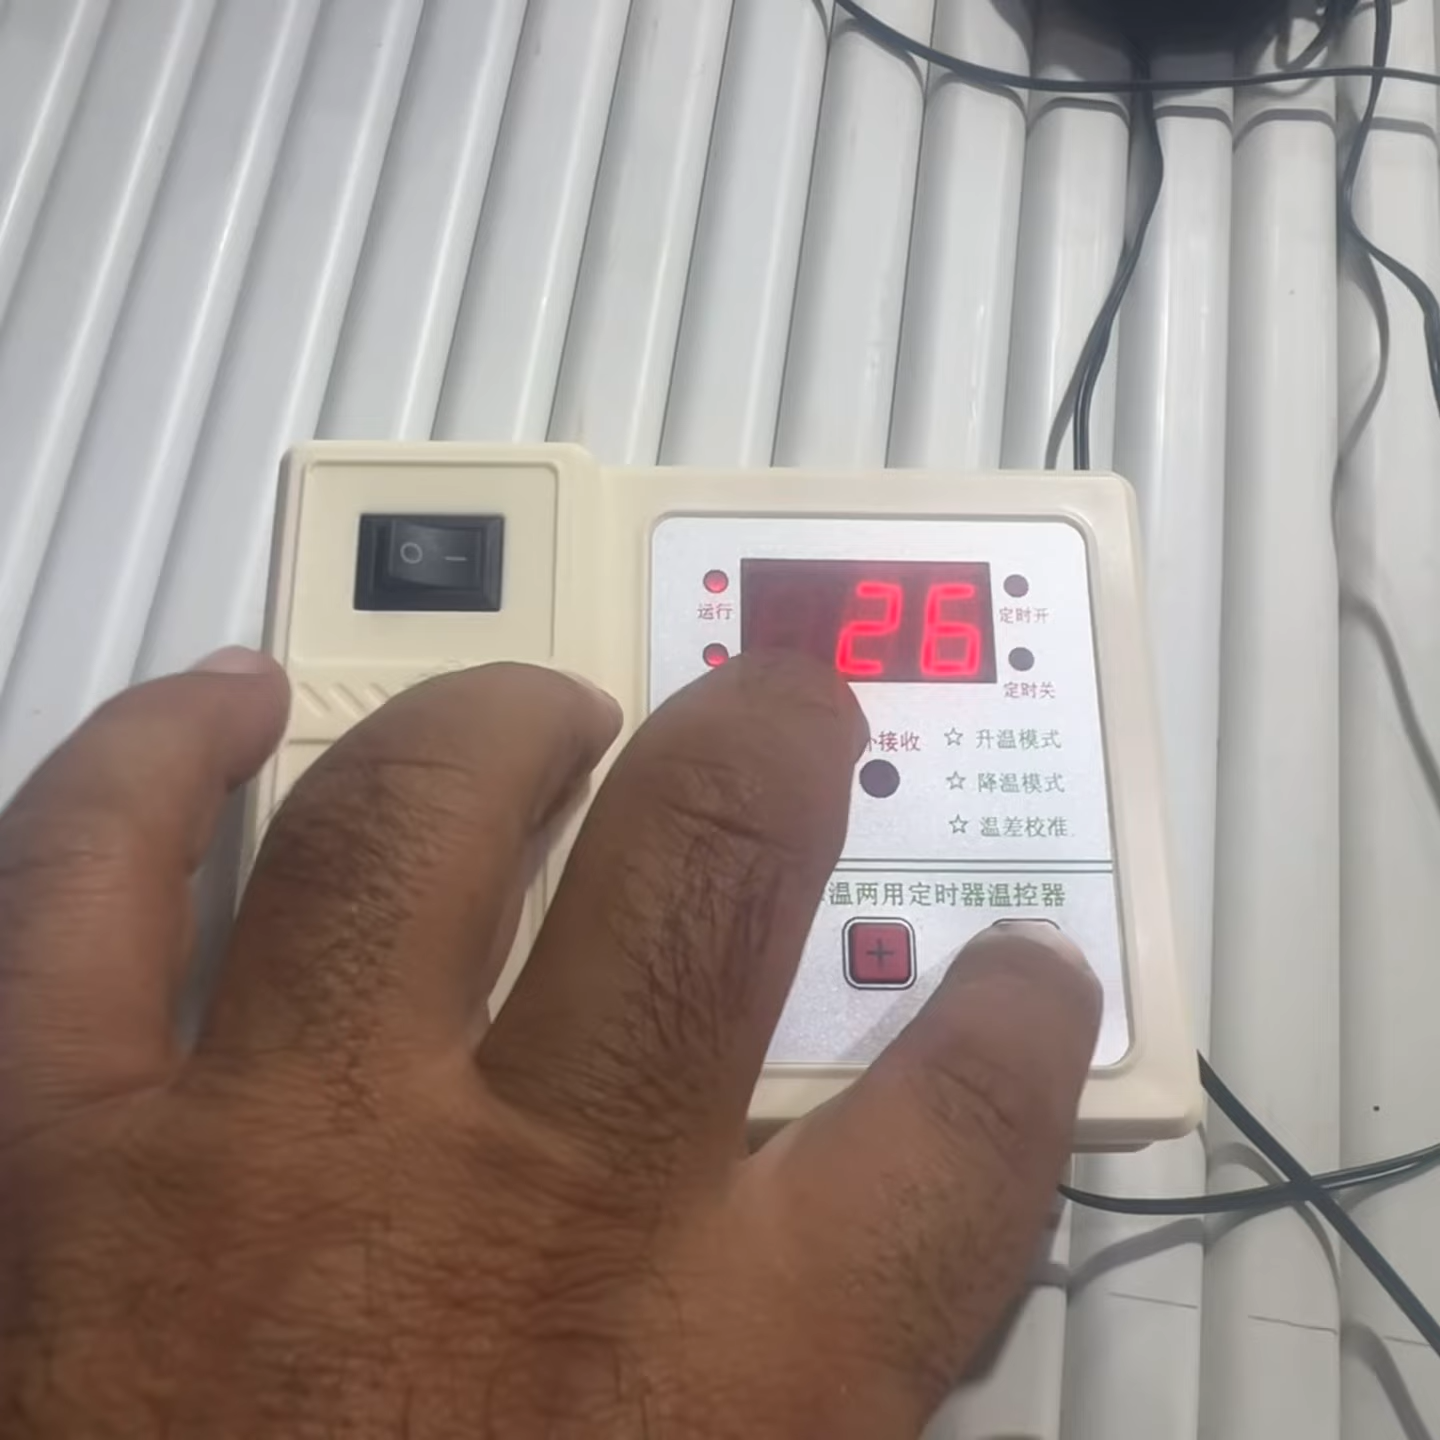 26
运行
定时开
定时关
外接收
☆ 升温模式
☆ 降温模式
☆ 温差校准
温两用定时器温控器
+